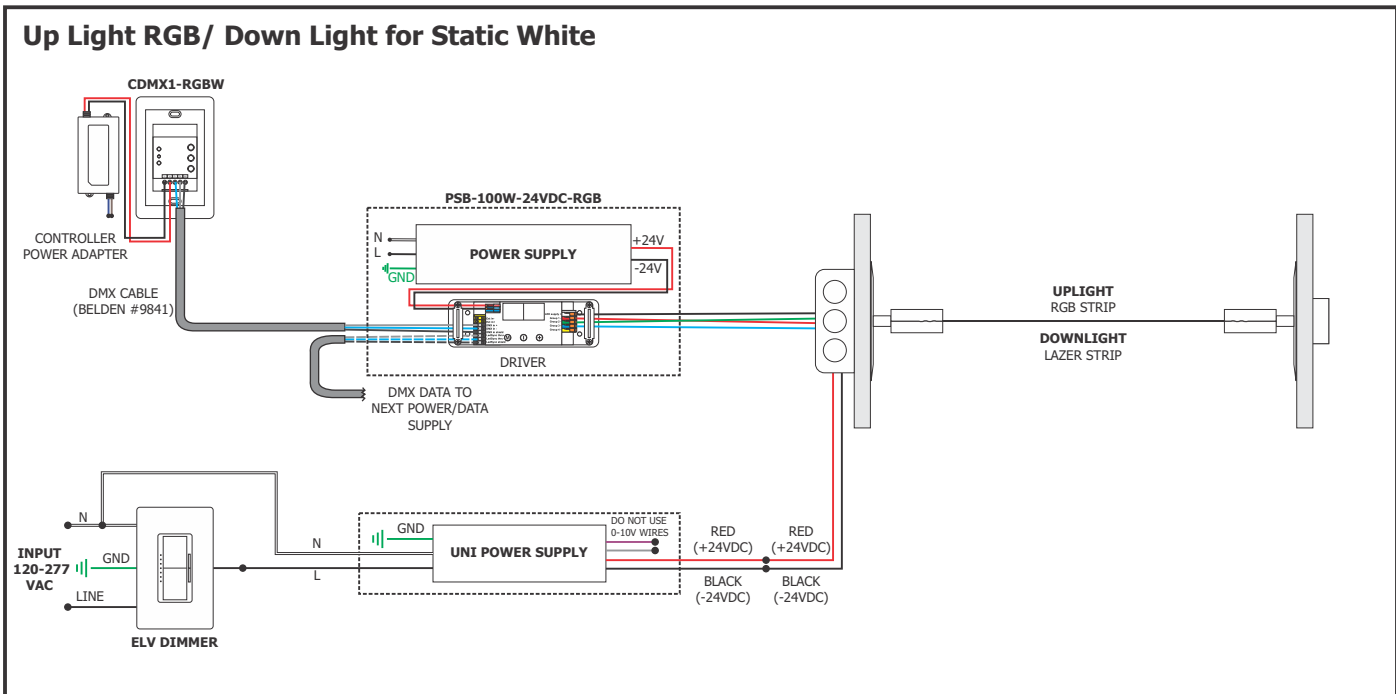 Up Light RGB/ Down Light for Static White
CDMX1-RGBW
CONTROLLER
POWER ADAPTER
DMX CABLE
(BELDEN #9841)
PSB-100W-24VDC-RGB
N
L
GND
POWER SUPPLY
+24V
-24V
DRIVER
DMX DATA TO
NEXT POWER/DATA
SUPPLY
UPLIGHT
RGB STRIP
DOWNLIGHT
LAZER STRIP
INPUT
120-277
VAC
N
GND
LINE
ELV DIMMER
N
L
GND
UNI POWER SUPPLY
DO NOT USE
0-10V WIRES
RED
(+24VDC)
RED
(+24VDC)
BLACK
(-24VDC)
BLACK
(-24VDC)